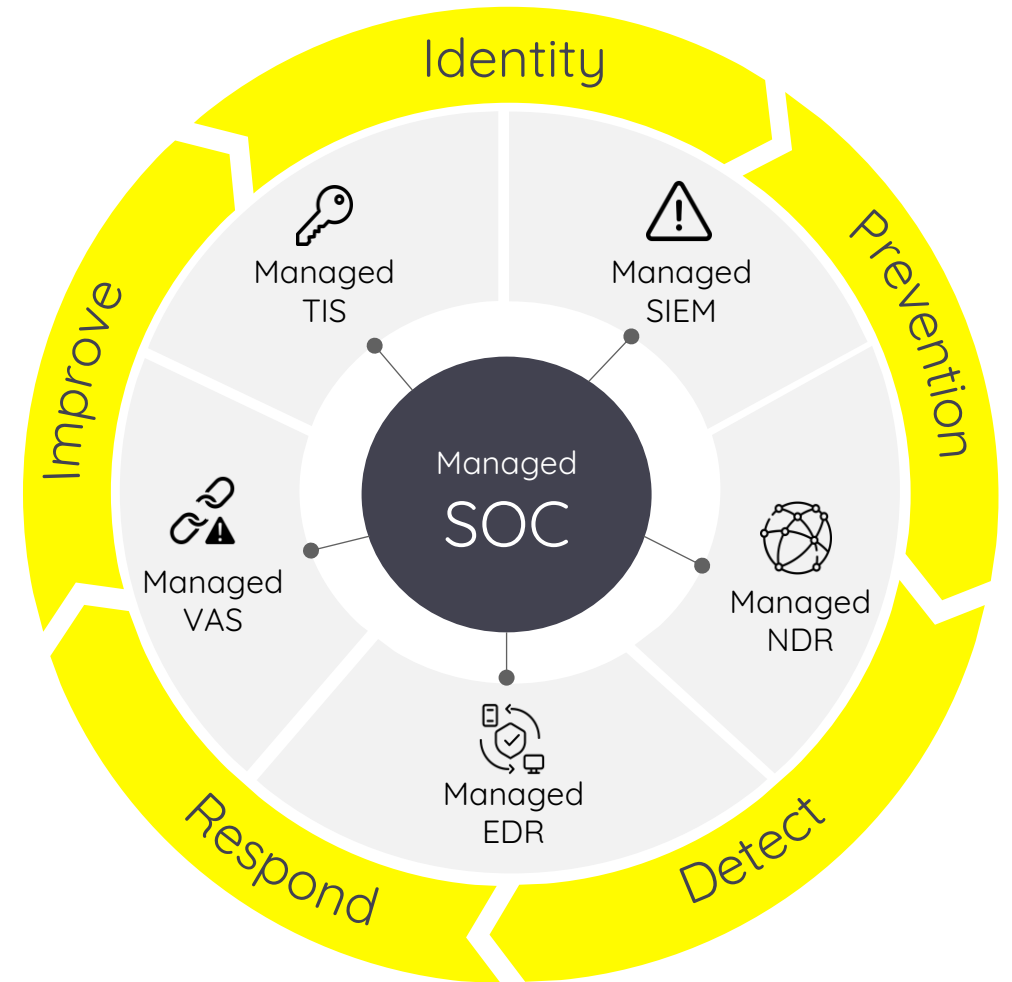 Identity
Prevention
Detect
Respond
Improve
Managed
TIS
Managed
SIEM
Managed
NDR
Managed
EDR
Managed
VAS
Managed
SOC